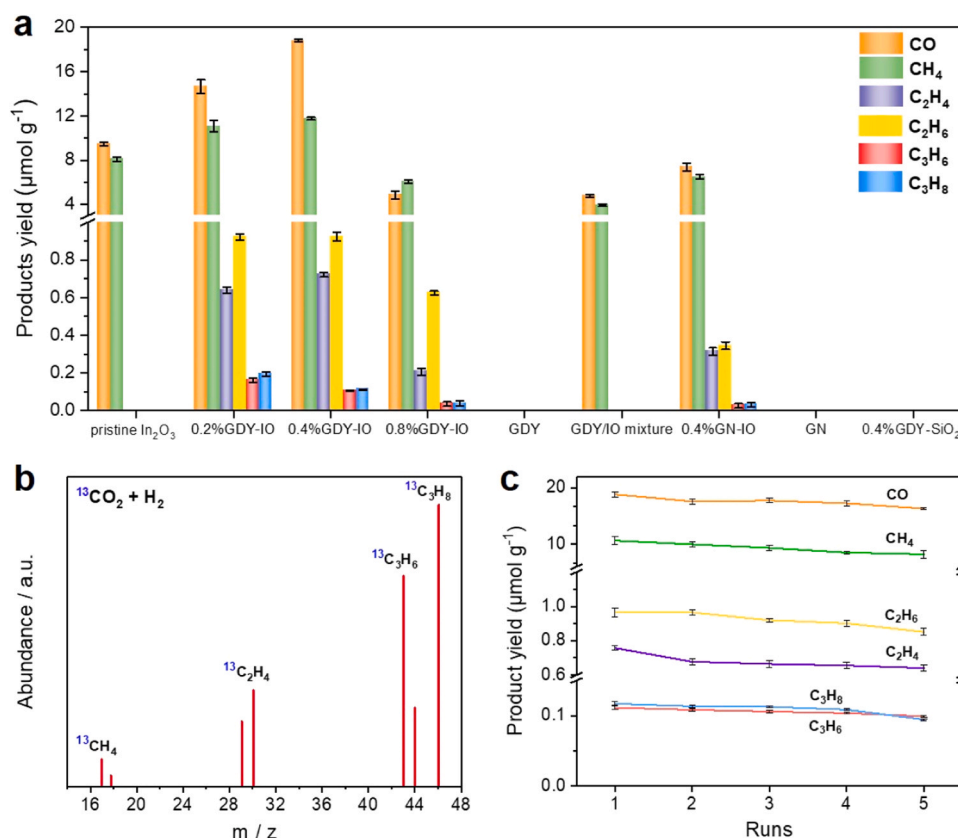 a
Products yield (μmol g⁻¹)
20
16
12
8
4
0.8
0.6
0.4
0.2
0.0
CO
CH₄
C₂H₄
C₂H₆
C₃H₆
C₃H₈
pristine In₂O₃ 0.2%GDY-IO 0.4%GDY-IO 0.8%GDY-IO GDY GDY/IO mixture 0.4%GN-IO GN 0.4%GDY-SiO₂
b
¹³CO₂ + H₂
Abundance / a.u.
¹³CH₄
¹³C₂H₄
¹³C₃H₆
¹³C₃H₈
16 20 24 28 32 36 40 44 48
m / z
c
Product yield (μmol g⁻¹)
20
10
1.0
0.8
0.6
0.1
0.0
CO
CH₄
C₂H₆
C₂H₄
C₃H₈
C₃H₆
1 2 3 4 5
Runs